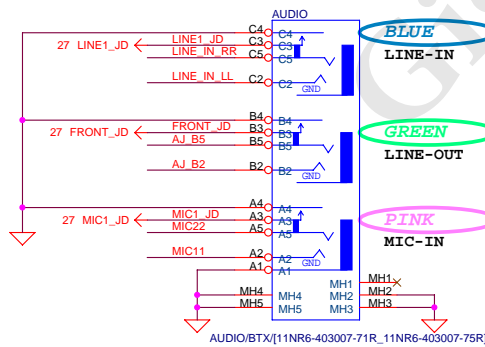 AUDIO
C4 C4
27 LINE1_JD LINE1_JD C3 C3
LINE_IN_RR C5 C5
LINE_IN_LL C2 C2
GND
BLUE
LINE-IN
B4 B4
27 FRONT_JD FRONT_JD B3 B3
AJ_B5 B5 B5
AJ_B2 B2 B2
GND
GREEN
LINE-OUT
A4 A4
27 MIC1_JD MIC1_JD A3 A3
MIC22 A5 A5
MIC11 A2 A2
GND
A1 A1
PINK
MIC-IN
MH4 MH4
MH5 MH5
MH1 MH1
MH2 MH2
MH3 MH3
AUDIO/BTX/[11NR6-403007-71R_11NR6-403007-75R]